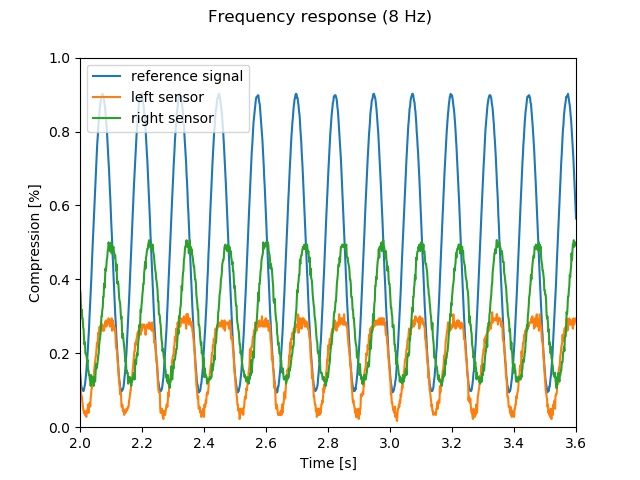 Frequency response (8 Hz)
reference signal
left sensor
right sensor
Compression [%]
1.0
0.8
0.6
0.4
0.2
0.0
2.0 2.2 2.4 2.6 2.8 3.0 3.2 3.4 3.6
Time [s]